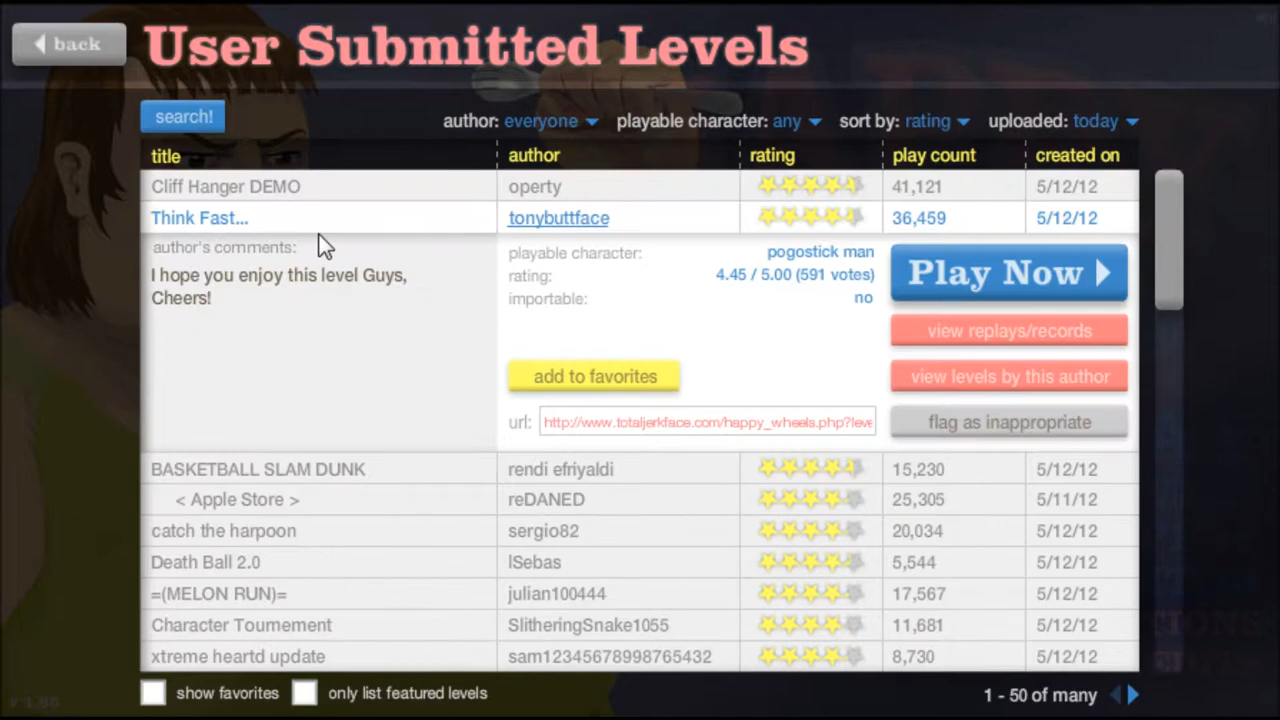 back
User Submitted Levels
search!
author: everyone playable character: any sort by: rating uploaded: today
title author rating play count created on
Cliff Hanger DEMO operty 41,121 5/12/12
Think Fast... tonybuttface 36,459 5/12/12
author's comments:
I hope you enjoy this level Guys,
Cheers!
playable character: pogostick man
rating: 4.45 / 5.00 (591 votes)
importable: no
Play Now
view replays/records
add to favorites
view levels by this author
url: http://www.totaljerkface.com/happy_wheels.php?leve
flag as inappropriate
BASKETBALL SLAM DUNK rendi efriyaldi 15,230 5/12/12
< Apple Store > reDANED 25,305 5/11/12
catch the harpoon sergio82 20,034 5/12/12
Death Ball 2.0 lSebas 5,544 5/12/12
=(MELON RUN)= julian100444 17,567 5/12/12
Character Tournement SlitheringSnake1055 11,681 5/12/12
xtreme heartd update sam12345678998765432 8,730 5/12/12
show favorites only list featured levels 1 - 50 of many